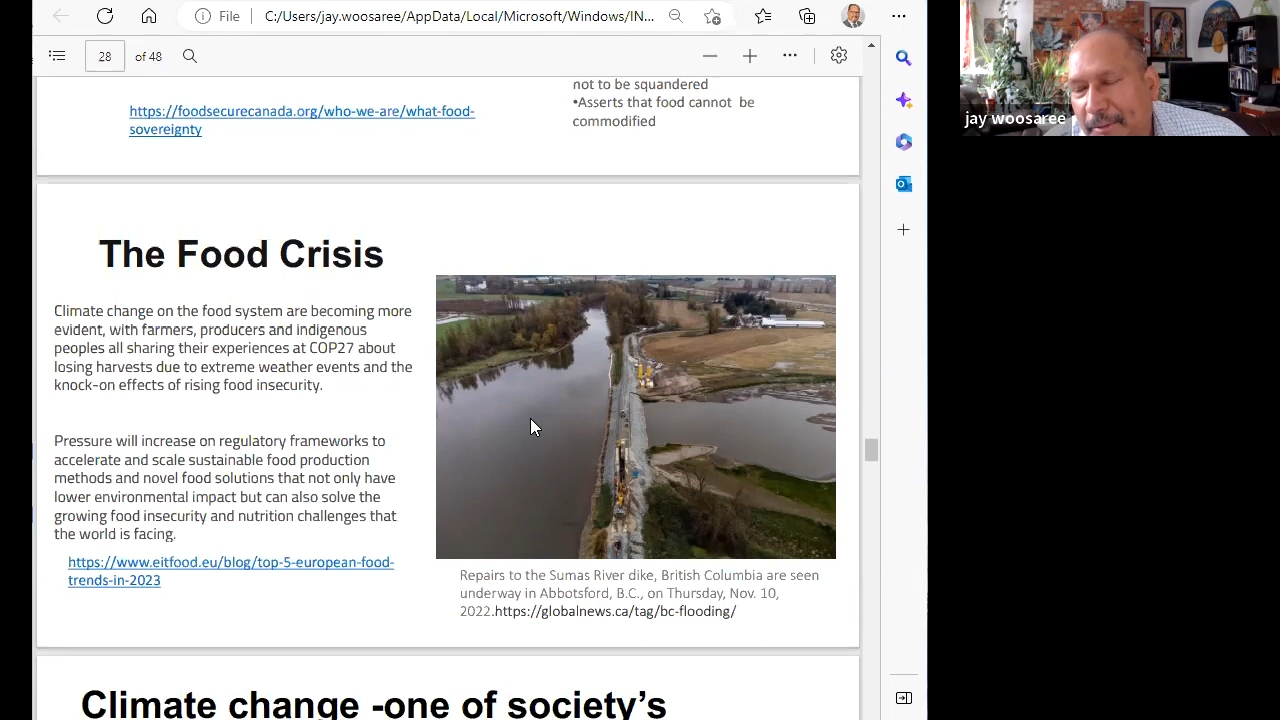 File
C:/Users/jay.woosaree/AppData/Local/Microsoft/Windows/IN...
28
of 48
not to be squandered
•Asserts that food cannot be
commodified
https://foodsecurecanada.org/who-we-are/what-food-
sovereignty
The Food Crisis
Climate change on the food system are becoming more
evident, with farmers, producers and indigenous
peoples all sharing their experiences at COP27 about
losing harvests due to extreme weather events and the
knock-on effects of rising food insecurity.
Pressure will increase on regulatory frameworks to
accelerate and scale sustainable food production
methods and novel food solutions that not only have
lower environmental impact but can also solve the
growing food insecurity and nutrition challenges that
the world is facing.
https://www.eitfood.eu/blog/top-5-european-food-
trends-in-2023
Repairs to the Sumas River dike, British Columbia are seen
underway in Abbotsford, B.C., on Thursday, Nov. 10,
2022.https://globalnews.ca/tag/bc-flooding/
Climate change -one of society’s
jay woosaree